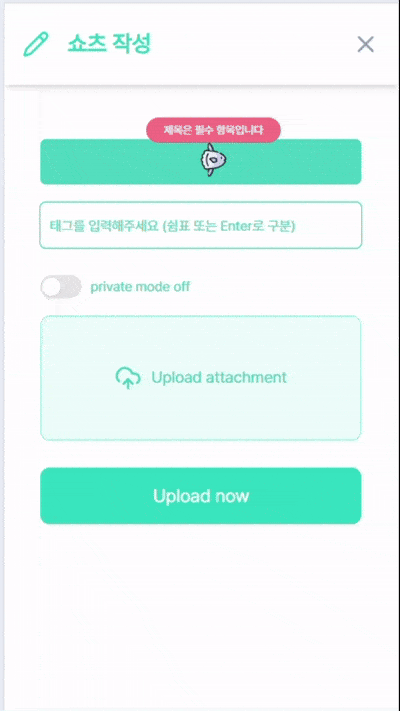 쇼츠 작성
제목은 필수 항목입니다
태그를 입력해주세요 (쉼표 또는 Enter로 구분)
private mode off
Upload attachment
Upload now